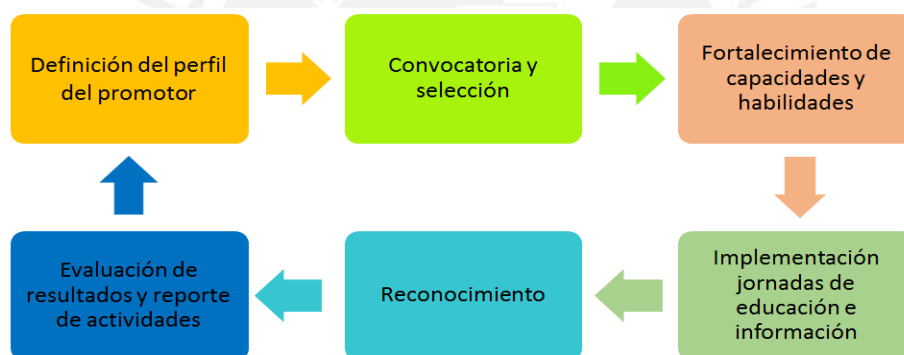 Definición del perfil
del promotor
Convocatoria y
selección
Fortalecimiento de
capacidades y
habilidades
Implementación
jornadas de
educación e
información
Reconocimiento
Evaluación de
resultados y reporte
de actividades